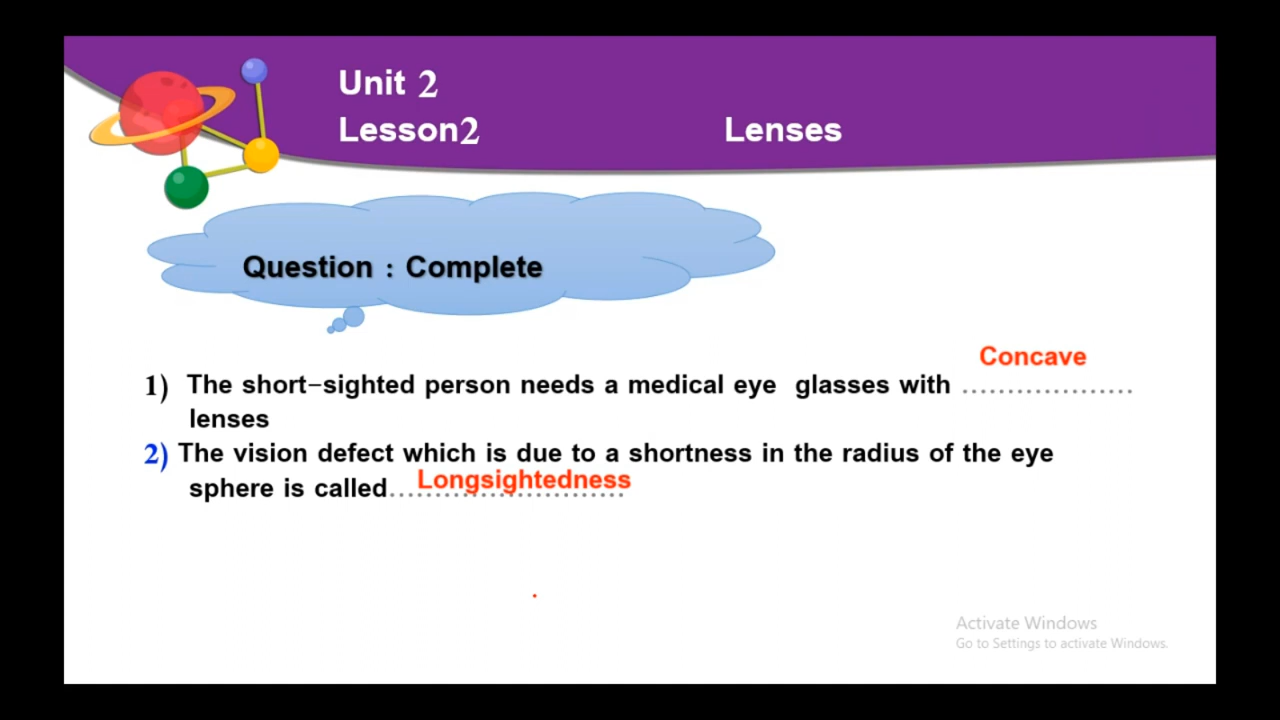 Unit 2
Lesson2 Lenses
Question : Complete
Concave
1) The short-sighted person needs a medical eye glasses with ...................
lenses
2) The vision defect which is due to a shortness in the radius of the eye
sphere is called.......................... Longsightedness
Activate Windows
Go to Settings to activate Windows.